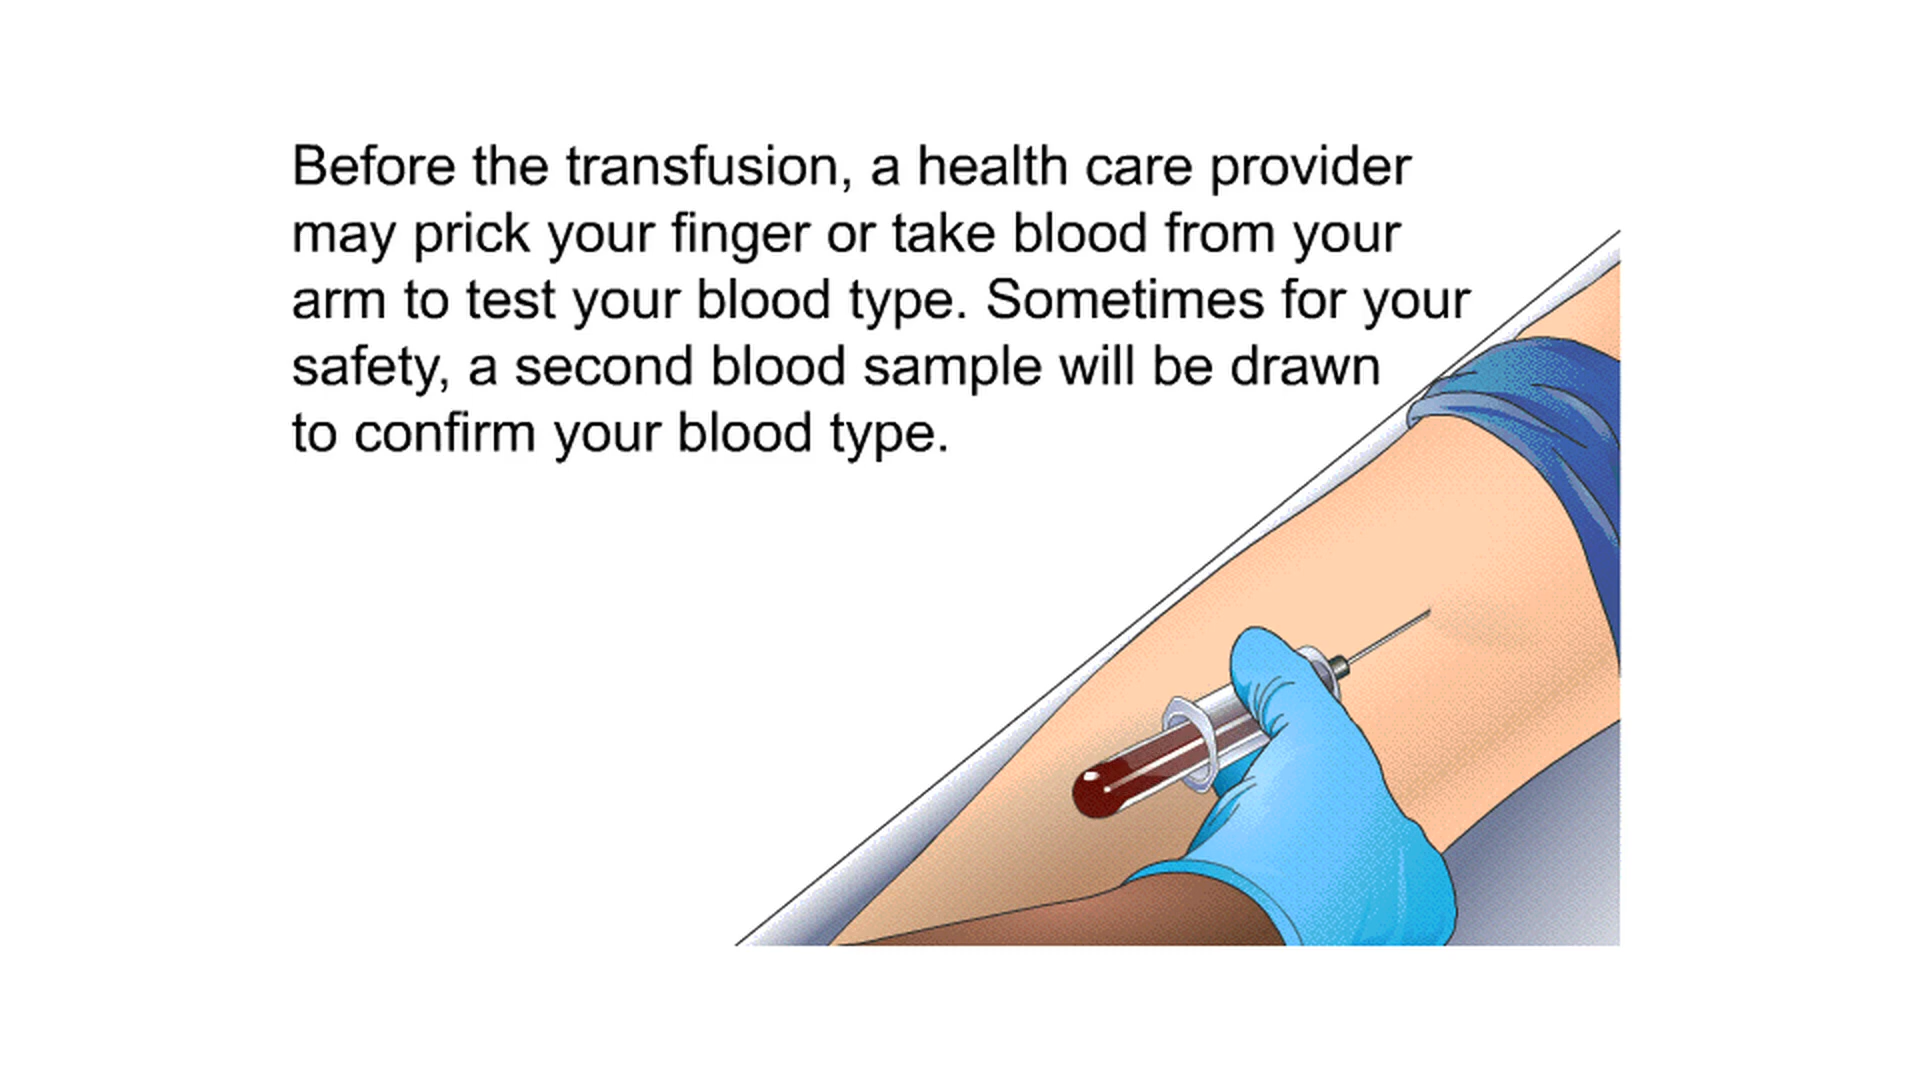 Before the transfusion, a health care provider
may prick your finger or take blood from your
arm to test your blood type. Sometimes for your
safety, a second blood sample will be drawn
to confirm your blood type.